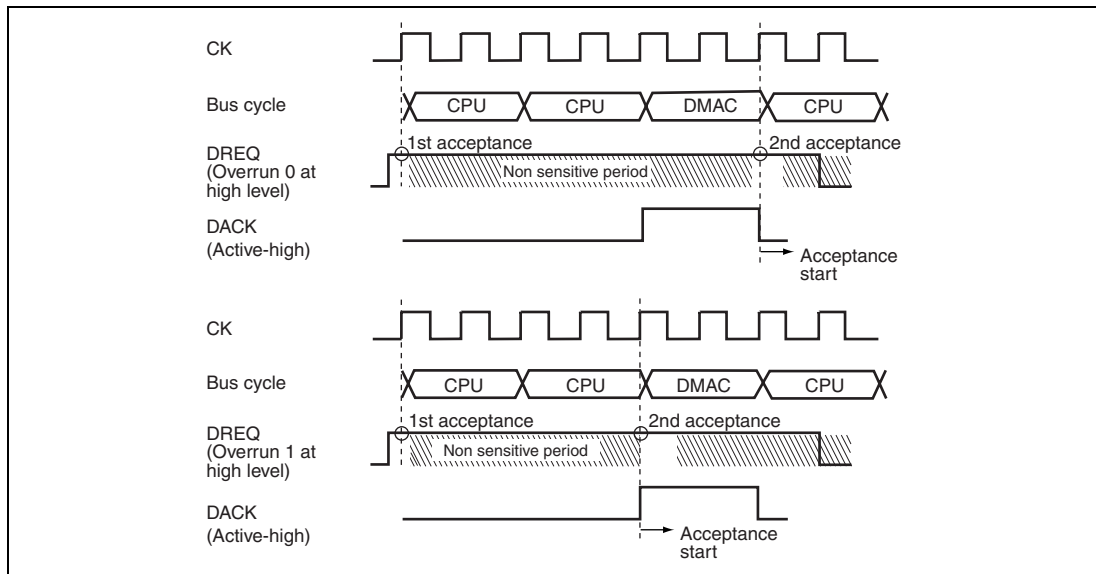 CK
Bus cycle
CPU CPU DMAC CPU
1st acceptance 2nd acceptance
DREQ
(Overrun 0 at
high level)
Non sensitive period
DACK
(Active-high)
Acceptance
start
CK
Bus cycle
CPU CPU DMAC CPU
1st acceptance 2nd acceptance
DREQ
(Overrun 1 at
high level)
Non sensitive period
DACK
(Active-high)
Acceptance
start